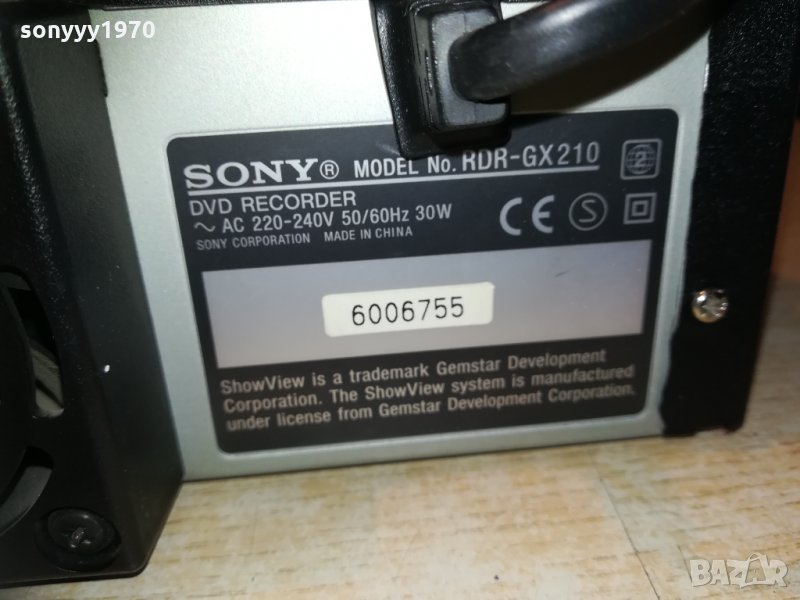 sonyyy1970
SONY® MODEL No. RDR-GX210
2
DVD RECORDER
~ AC 220-240V 50/60Hz 30W
CE S
SONY CORPORATION MADE IN CHINA
6006755
ShowView is a trademark Gemstar Development
Corporation. The ShowView system is manufactured
under license from Gemstar Development Corporation.
BAZAR